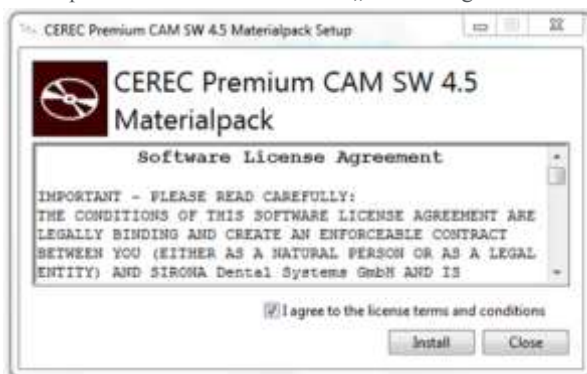 CEREC Premium CAM SW 4.5 Materialpack Setup
CEREC Premium CAM SW 4.5
Materialpack
Software License Agreement
IMPORTANT - PLEASE READ CAREFULLY:
THE CONDITIONS OF THIS SOFTWARE LICENSE AGREEMENT ARE
LEGALLY BINDING AND CREATE AN ENFORCEABLE CONTRACT
BETWEEN YOU (EITHER AS A NATURAL PERSON OR AS A LEGAL
ENTITY) AND SIRONA Dental Systems GmbH AND IS
I agree to the license terms and conditions
Install Close